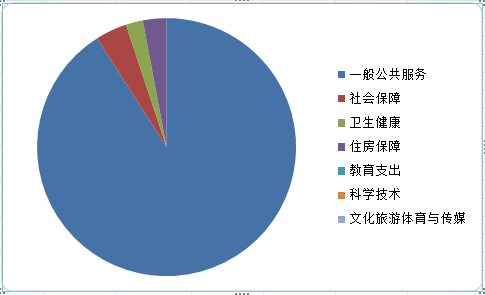 一般公共服务
社会保障
卫生健康
住房保障
教育支出
科学技术
文化旅游体育与传媒